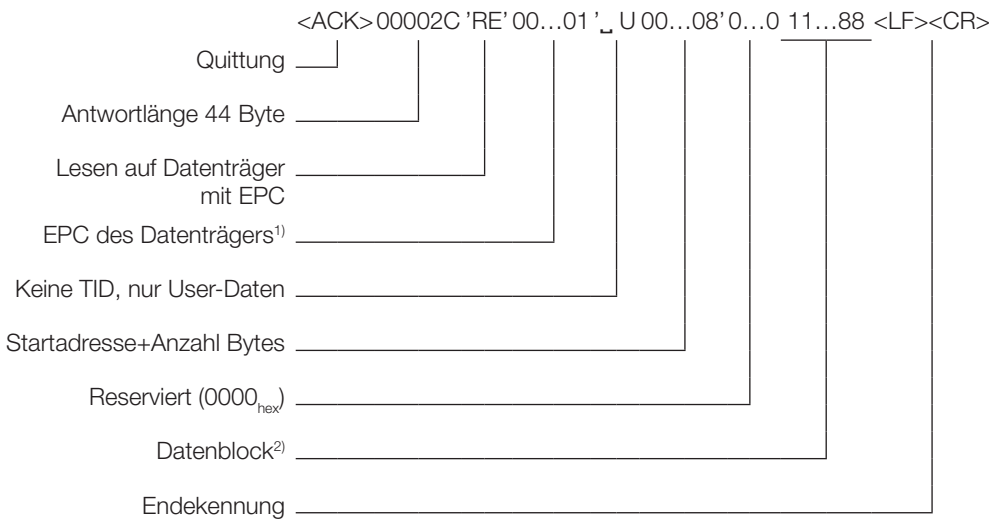 <ACK>00002C ’RE’ 00…01 ’␣ U 00…08’ 0…0 11…88 <LF><CR>
Quittung
Antwortlänge 44 Byte
Lesen auf Datenträger
mit EPC
EPC des Datenträgers1)
Keine TID, nur User-Daten
Startadresse+Anzahl Bytes
Reserviert (0000hex)
Datenblock2)
Endekennung